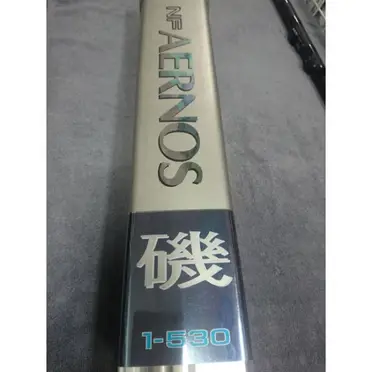 NF AERNOS
磯
1-530